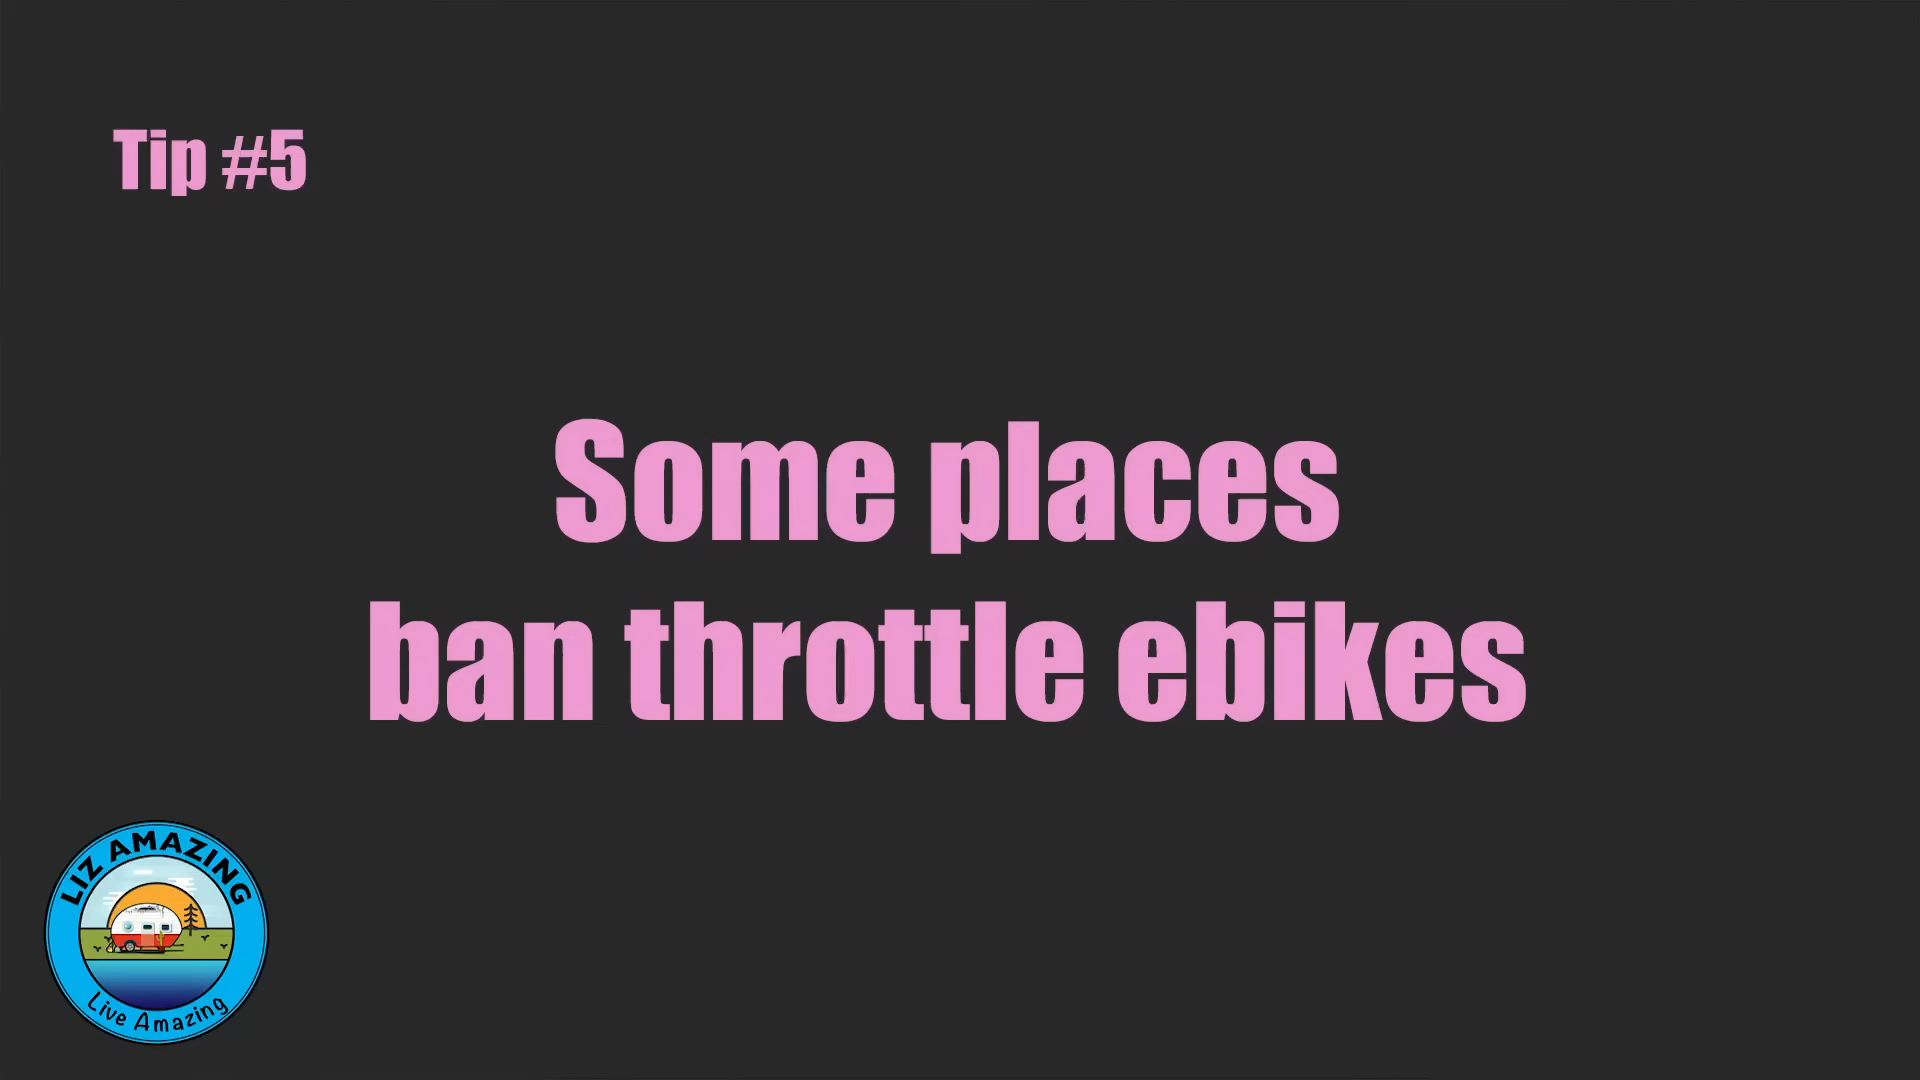 Tip #5
Some places
ban throttle ebikes
LIZ AMAZING
Live Amazing